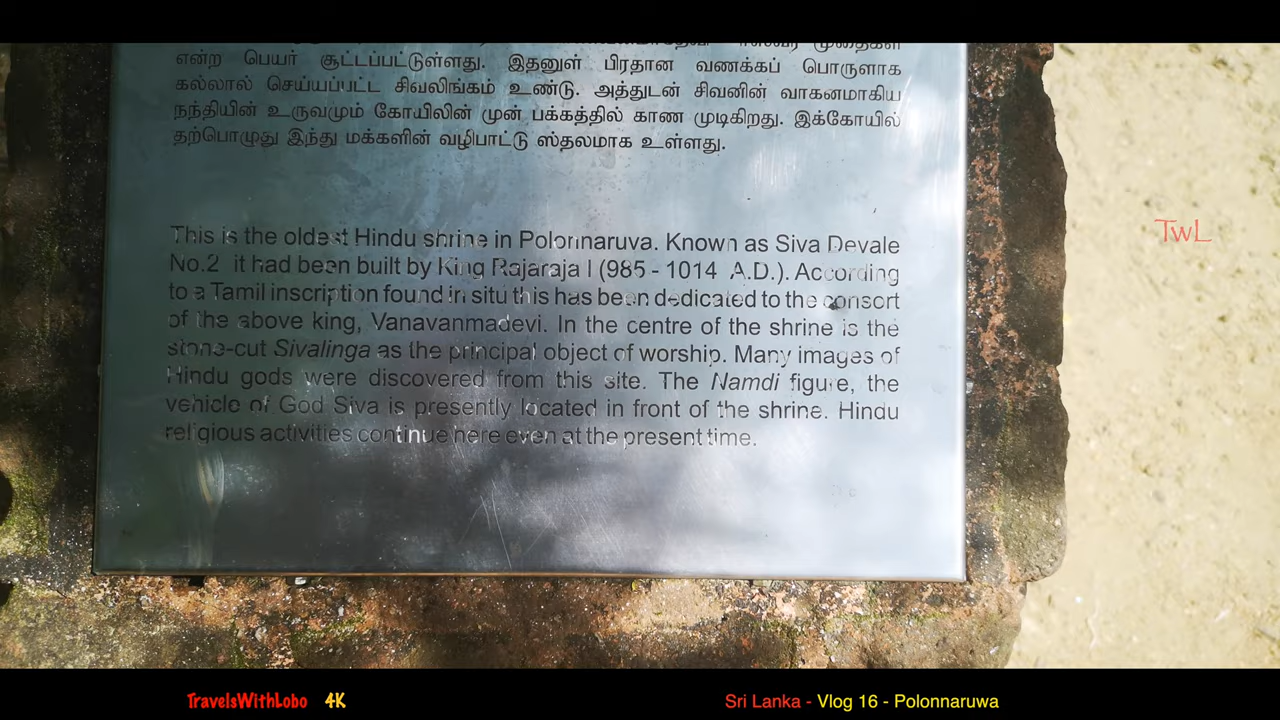 என்ற பெயர் சூட்டப்பட்டுள்ளது. இதனுள் பிரதான வணக்கப் பொருளாக
கல்லால் செய்யப்பட்ட சிவலிங்கம் உண்டு. அத்துடன் சிவனின் வாகனமாகிய
நந்தியின் உருவமும் கோயிலின் முன் பக்கத்தில் காண முடிகிறது. இக்கோயில்
தற்பொழுது இந்து மக்களின் வழிபாட்டு ஸ்தலமாக உள்ளது.
This is the oldest Hindu shrine in Polonnaruva. Known as Siva Devale
No.2 it had been built by King Rajaraja I (985 - 1014 A.D.). According
to a Tamil inscription found in situ this has been dedicated to the consort
of the above king, Vanavanmadevi. In the centre of the shrine is the
stone-cut Sivalinga as the principal object of worship. Many images of
Hindu gods were discovered from this site. The Namdi figure, the
vehicle of God Siva is presently located in front of the shrine. Hindu
religious activities continue here even at the present time.
TwL
TravelsWithLobo 4K
Sri Lanka - Vlog 16 - Polonnaruwa